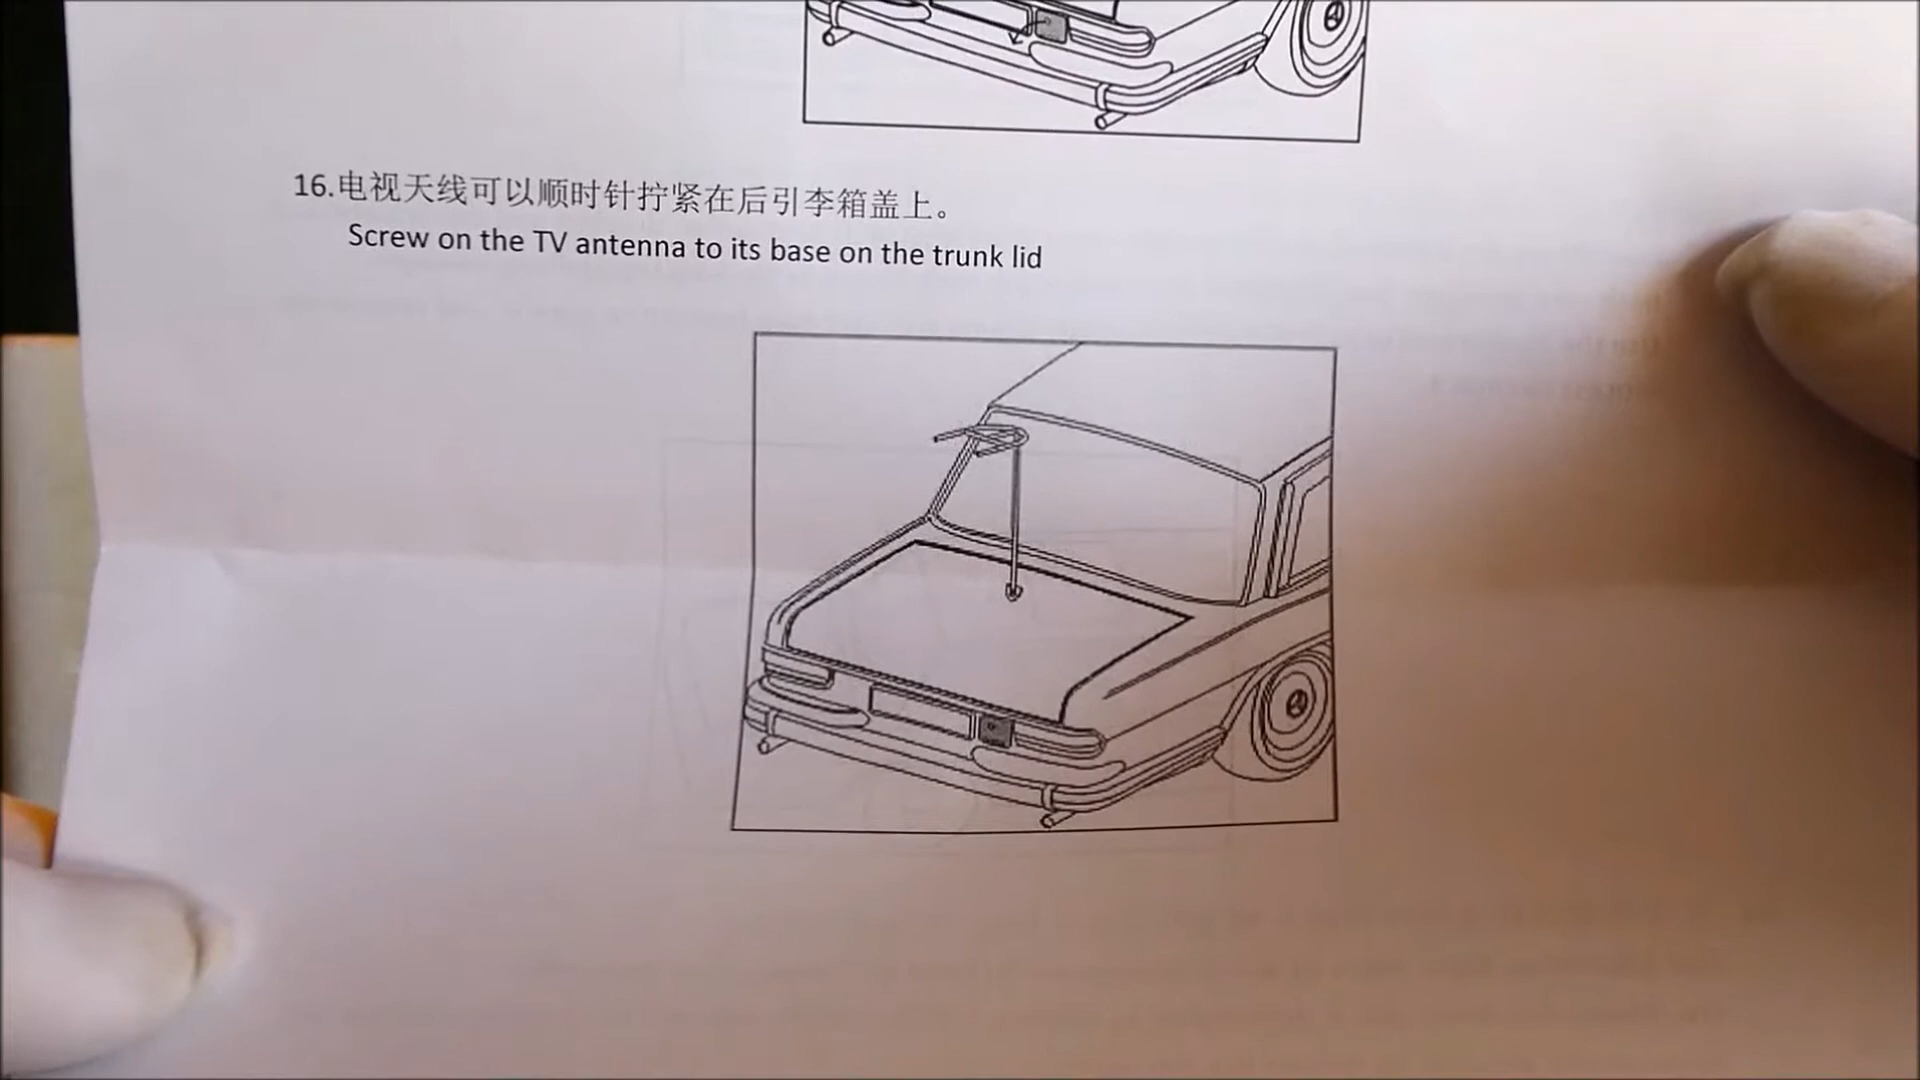 16.电视天线可以顺时针拧紧在后引李箱盖上。
Screw on the TV antenna to its base on the trunk lid